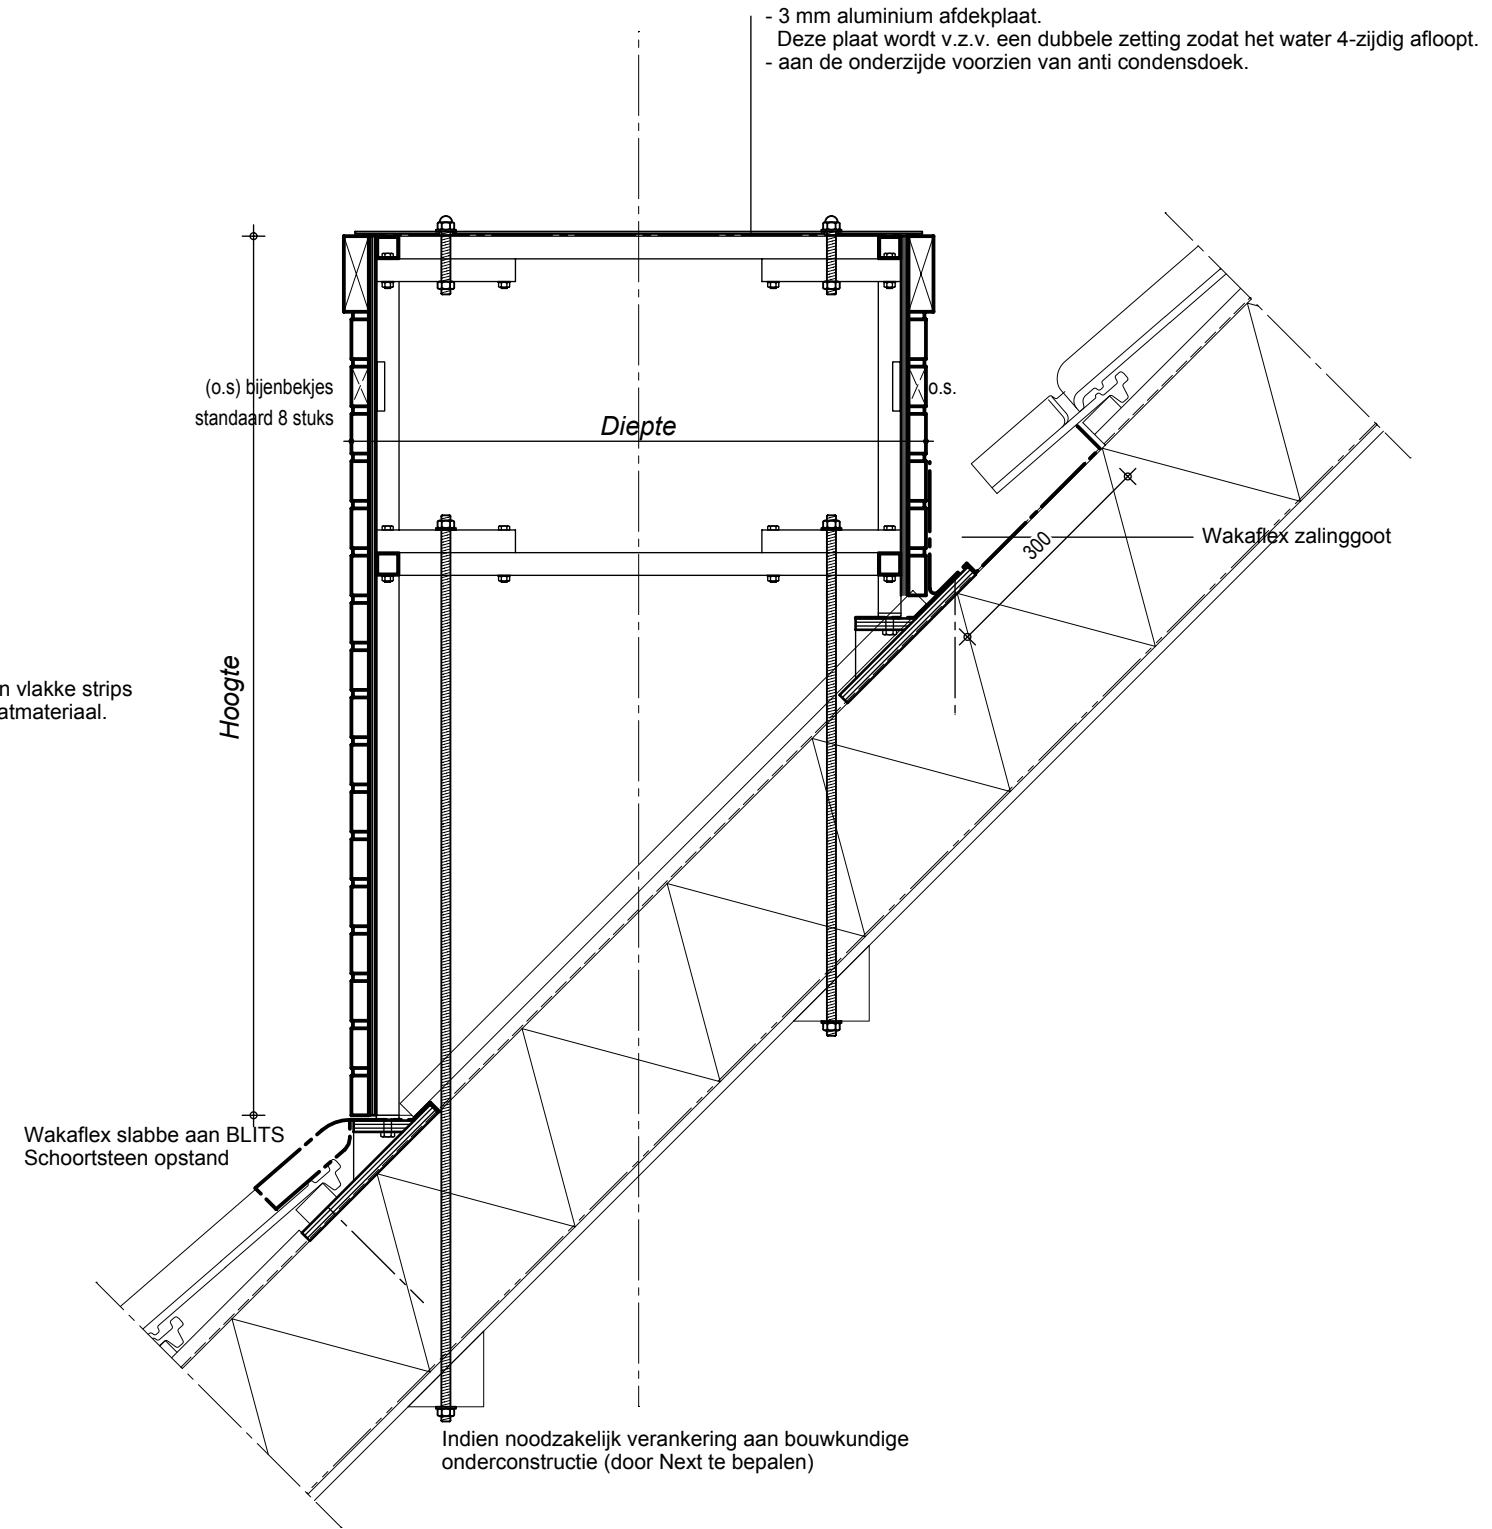 - 3 mm aluminium afdekplaat.
Deze plaat wordt v.z.v. een dubbele zetting zodat het water 4-zijdig afloopt.
- aan de onderzijde voorzien van anti condensdoek.
(o.s) bijenbekjes
standaard 8 stuks
o.s.
Diepte
300
Wakaflex zalinggoot
Hoogte
n vlakke strips
atmateriaal.
Wakaflex slabbe aan BLITS
Schoortsteen opstand
Indien noodzakelijk verankering aan bouwkundige
onderconstructie (door Next te bepalen)